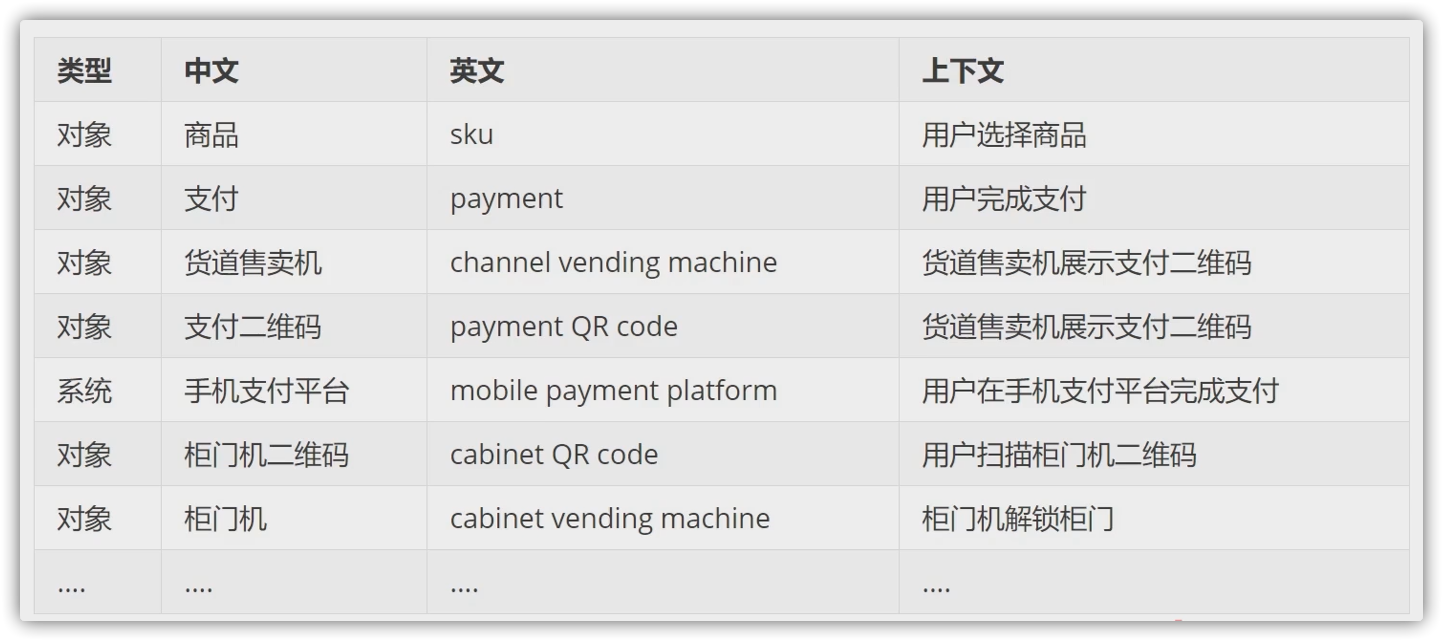 类型 中文 英文 上下文
对象 商品 sku 用户选择商品
对象 支付 payment 用户完成支付
对象 货道售卖机 channel vending machine 货道售卖机展示支付二维码
对象 支付二维码 payment QR code 货道售卖机展示支付二维码
系统 手机支付平台 mobile payment platform 用户在手机支付平台完成支付
对象 柜门机二维码 cabinet QR code 用户扫描柜门机二维码
对象 柜门机 cabinet vending machine 柜门机解锁柜门
.... .... .... ....